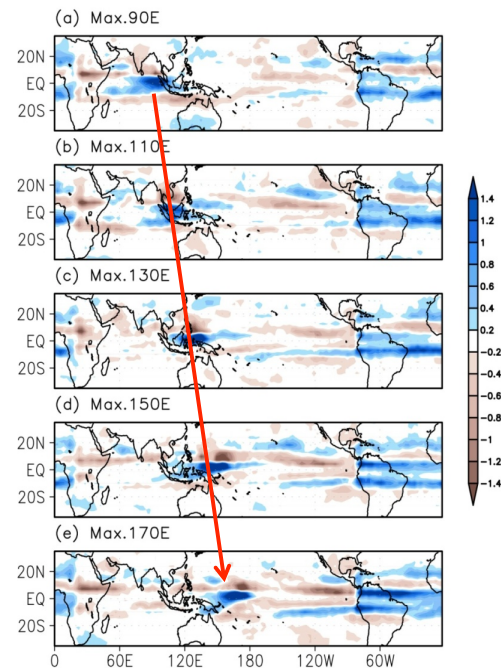 (a) Max.90E
20N
EQ
20S
(b) Max.110E
20N
EQ
20S
(c) Max.130E
20N
EQ
20S
(d) Max.150E
20N
EQ
20S
(e) Max.170E
20N
EQ
20S
0 60E 120E 180 120W 60W
1.4
1.2
1
0.8
0.6
0.4
0.2
−0.2
−0.4
−0.6
−0.8
−1
−1.2
−1.4